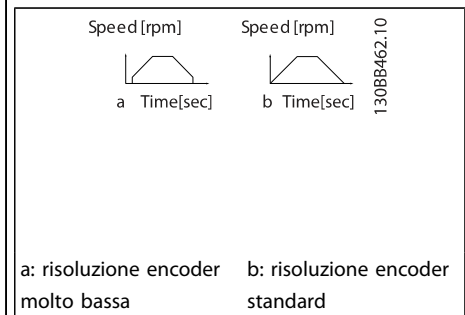 Speed [rpm] Speed [rpm]
a Time[sec] b Time[sec]
130BB462.10
a: risoluzione encoder molto bassa
b: risoluzione encoder standard